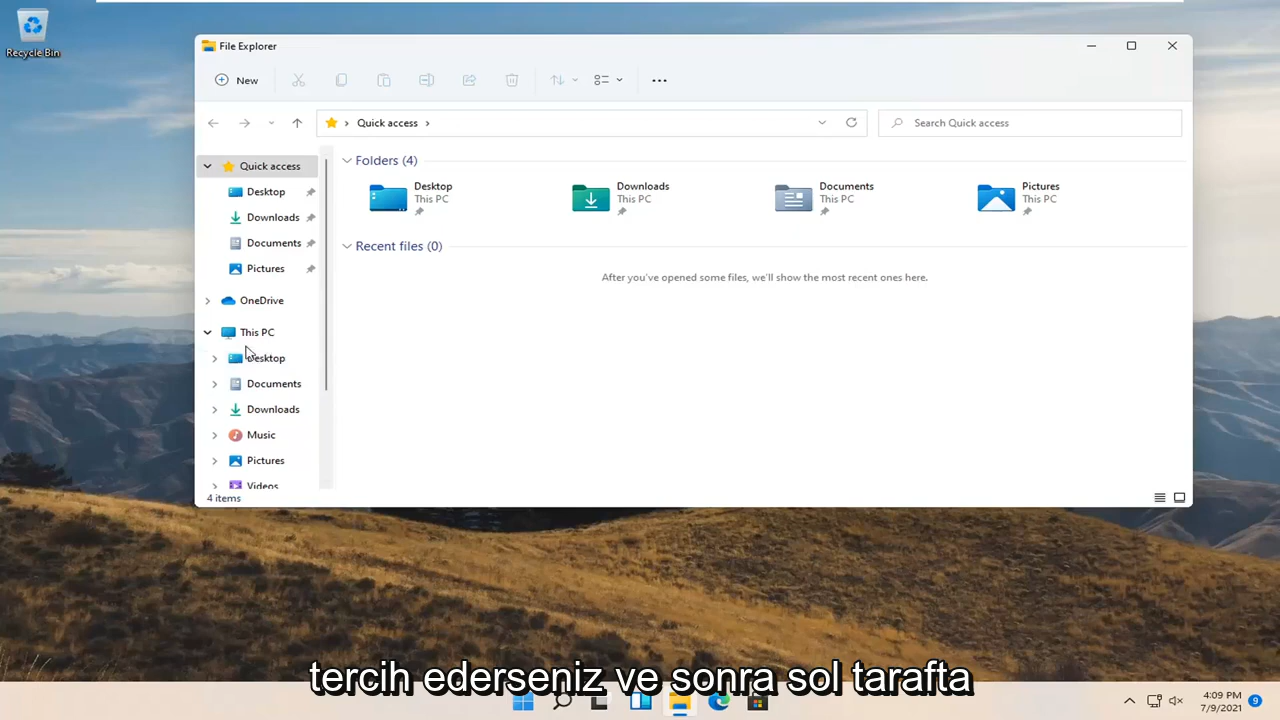 Recycle Bin
File Explorer
New
Quick access
Search Quick access
Quick access
Desktop
Downloads
Documents
Pictures
OneDrive
This PC
Desktop
Documents
Downloads
Music
Pictures
Videos
Folders (4)
Desktop
This PC
Downloads
This PC
Documents
This PC
Pictures
This PC
Recent files (0)
After you've opened some files, we'll show the most recent ones here.
4 items
tercih ederseniz ve sonra sol tarafta
4:09 PM
7/9/2021
9